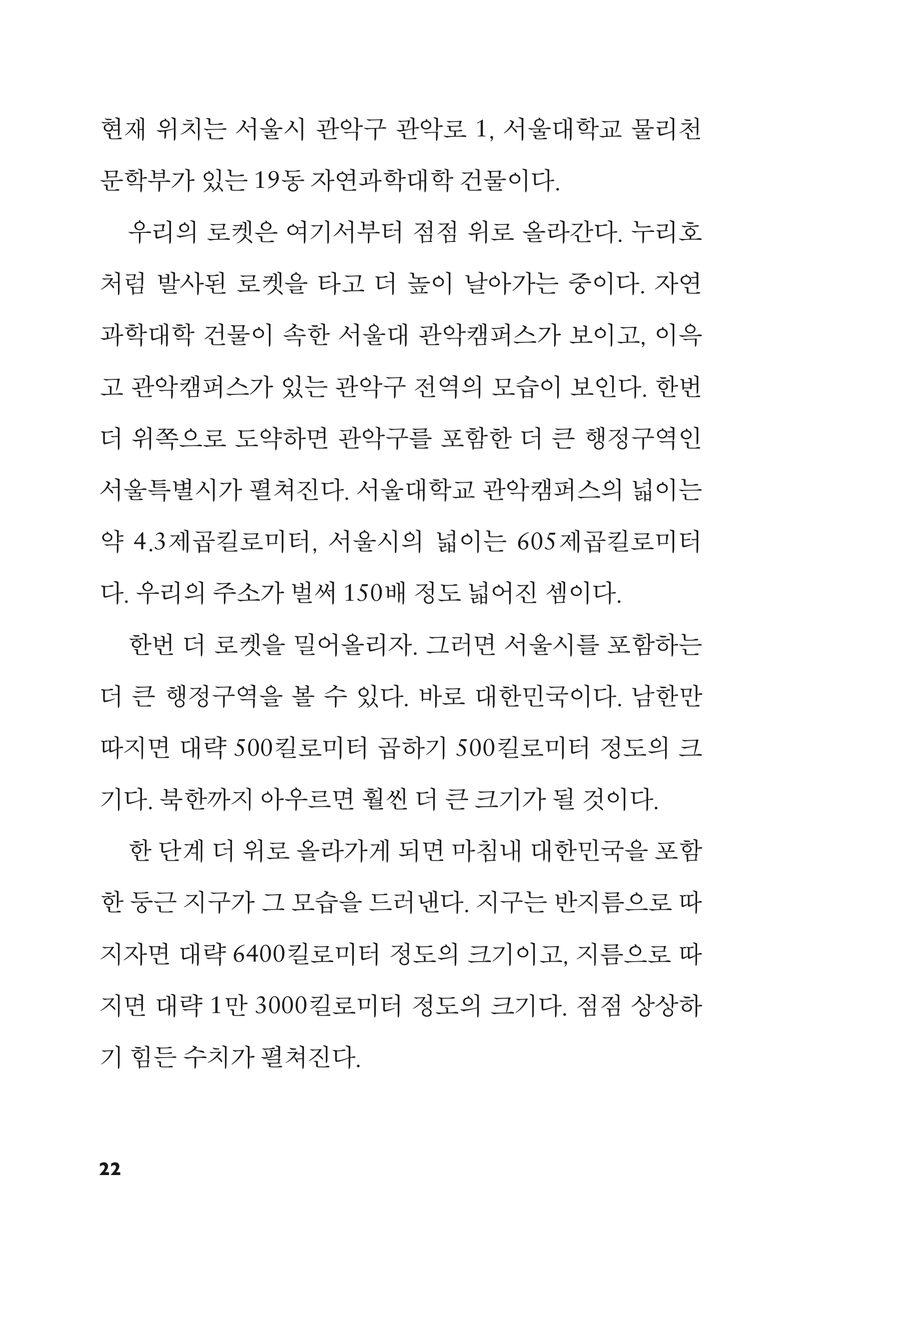 현재 위치는 서울시 관악구 관악로 1, 서울대학교 물리천
문학부가 있는 19동 자연과학대학 건물이다.
우리의 로켓은 여기서부터 점점 위로 올라간다. 누리호
처럼 발사된 로켓을 타고 더 높이 날아가는 중이다. 자연
과학대학 건물이 속한 서울대 관악캠퍼스가 보이고, 이윽
고 관악캠퍼스가 있는 관악구 전역의 모습이 보인다. 한번
더 위쪽으로 도약하면 관악구를 포함한 더 큰 행정구역인
서울특별시가 펼쳐진다. 서울대학교 관악캠퍼스의 넓이는
약 4.3제곱킬로미터, 서울시의 넓이는 605제곱킬로미터
다. 우리의 주소가 벌써 150배 정도 넓어진 셈이다.
한번 더 로켓을 밀어올리자. 그러면 서울시를 포함하는
더 큰 행정구역을 볼 수 있다. 바로 대한민국이다. 남한만
따지면 대략 500킬로미터 곱하기 500킬로미터 정도의 크
기다. 북한까지 아우르면 훨씬 더 큰 크기가 될 것이다.
한 단계 더 위로 올라가게 되면 마침내 대한민국을 포함
한 둥근 지구가 그 모습을 드러낸다. 지구는 반지름으로 따
지자면 대략 6400킬로미터 정도의 크기이고, 지름으로 따
지면 대략 1만 3000킬로미터 정도의 크기다. 점점 상상하
기 힘든 수치가 펼쳐진다.
22